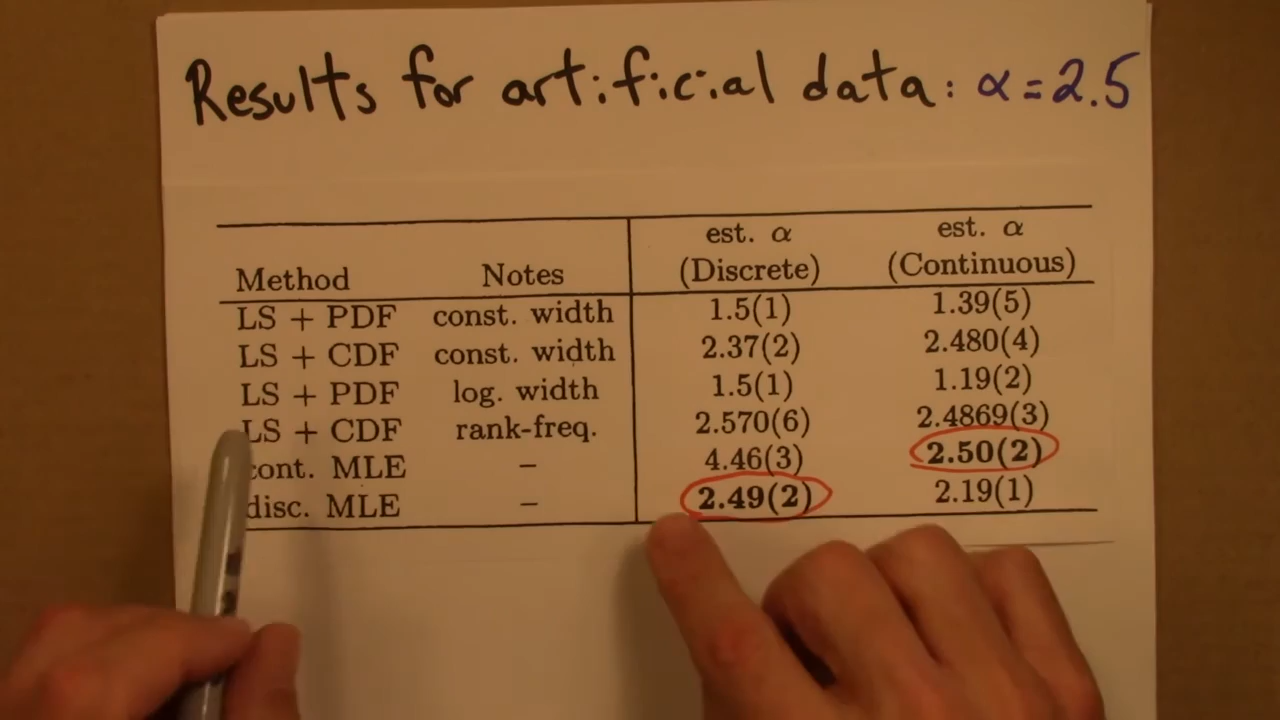 Results for artificial data: α = 2.5
est. α est. α
Method Notes (Discrete) (Continuous)
LS + PDF const. width 1.5(1) 1.39(5)
LS + CDF const. width 2.37(2) 2.480(4)
LS + PDF log. width 1.5(1) 1.19(2)
LS + CDF rank-freq. 2.570(6) 2.4869(3)
cont. MLE – 4.46(3) 2.50(2)
disc. MLE – 2.49(2) 2.19(1)